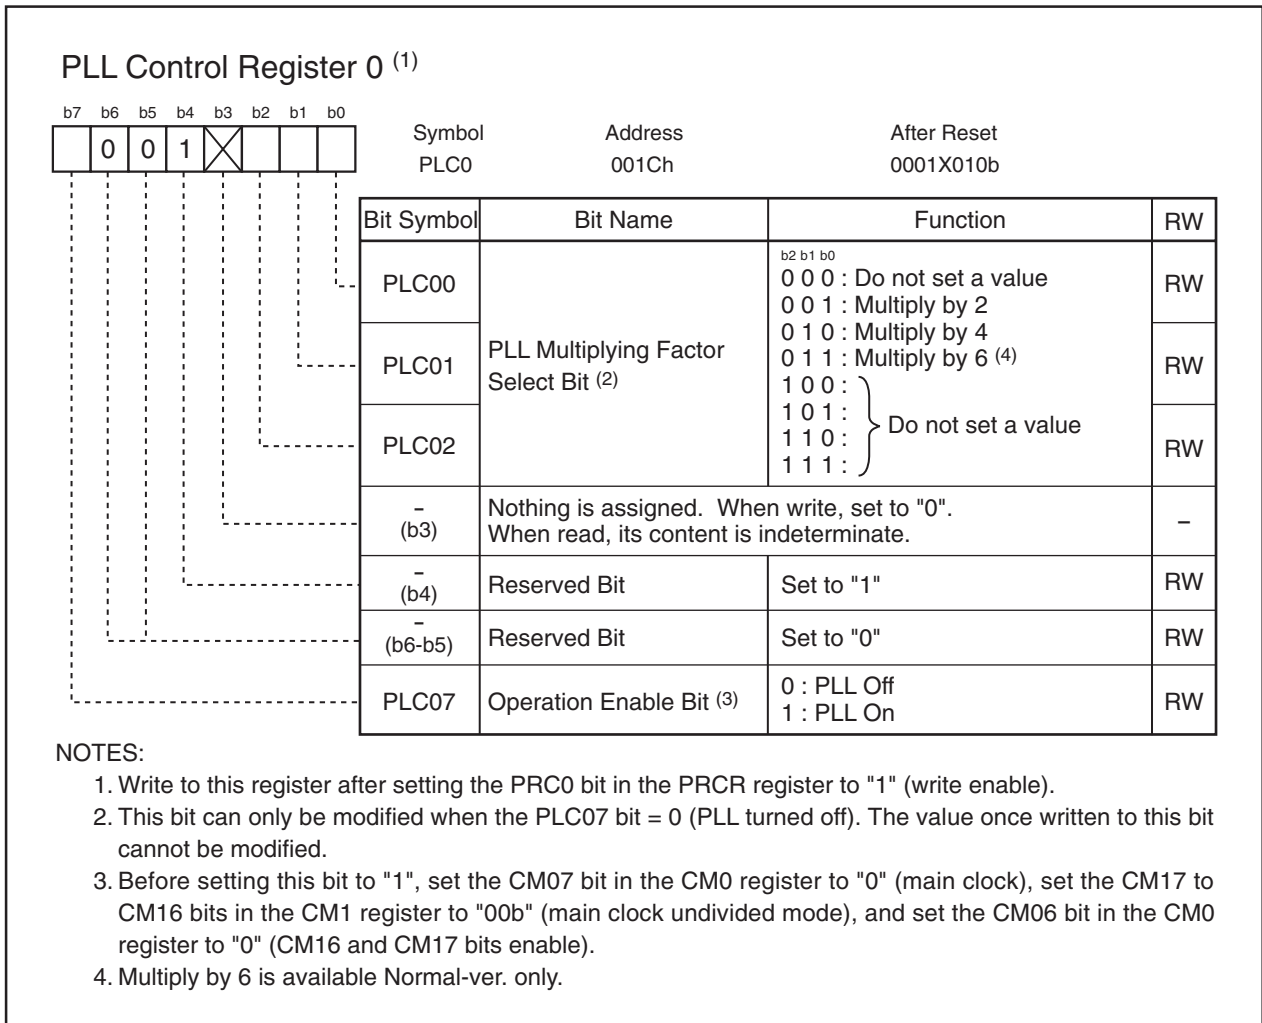 PLL Control Register 0 (1)
b7 b6 b5 b4 b3 b2 b1 b0
0 0 1
Symbol Address After Reset
PLC0 001Ch 0001X010b
Bit Symbol Bit Name Function RW
PLC00 PLL Multiplying Factor Select Bit (2) b2 b1 b0 RW
0 0 0 : Do not set a value
0 0 1 : Multiply by 2
0 1 0 : Multiply by 4
PLC01 0 1 1 : Multiply by 6 (4) RW
1 0 0 :
1 0 1 : Do not set a value
PLC02 1 1 0 : RW
1 1 1 :
– (b3) Nothing is assigned. When write, set to "0". –
When read, its content is indeterminate.
– (b4) Reserved Bit Set to "1" RW
– (b6-b5) Reserved Bit Set to "0" RW
PLC07 Operation Enable Bit (3) 0 : PLL Off RW
1 : PLL On
NOTES:
1. Write to this register after setting the PRC0 bit in the PRCR register to "1" (write enable).
2. This bit can only be modified when the PLC07 bit = 0 (PLL turned off). The value once written to this bit
cannot be modified.
3. Before setting this bit to "1", set the CM07 bit in the CM0 register to "0" (main clock), set the CM17 to
CM16 bits in the CM1 register to "00b" (main clock undivided mode), and set the CM06 bit in the CM0
register to "0" (CM16 and CM17 bits enable).
4. Multiply by 6 is available Normal-ver. only.